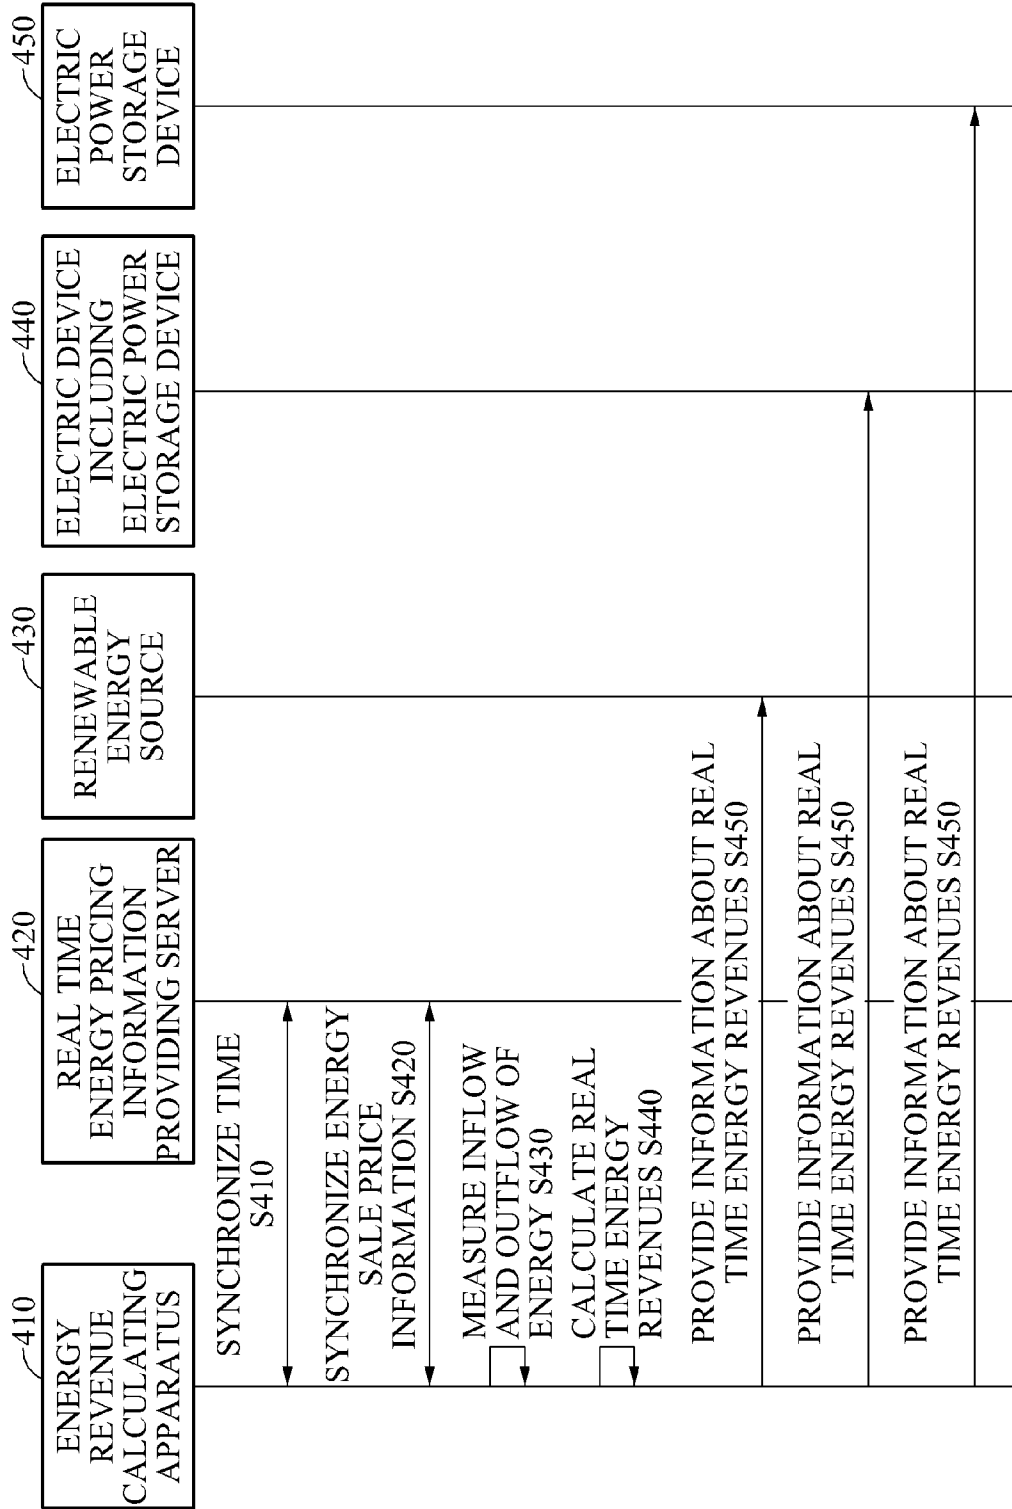 410
ENERGY
REVENUE
CALCULATING
APPARATUS
420
REAL TIME
ENERGY PRICING
INFORMATION
PROVIDING SERVER
430
RENEWABLE
ENERGY
SOURCE
440
ELECTRIC DEVICE
INCLUDING
ELECTRIC POWER
STORAGE DEVICE
450
ELECTRIC
POWER
STORAGE
DEVICE
SYNCHRONIZE TIME
S410
SYNCHRONIZE ENERGY
SALE PRICE
INFORMATION S420
MEASURE INFLOW
AND OUTFLOW OF
ENERGY S430
CALCULATE REAL
TIME ENERGY
REVENUES S440
PROVIDE INFORMATION ABOUT REAL
TIME ENERGY REVENUES S450
PROVIDE INFORMATION ABOUT REAL
TIME ENERGY REVENUES S450
PROVIDE INFORMATION ABOUT REAL
TIME ENERGY REVENUES S450